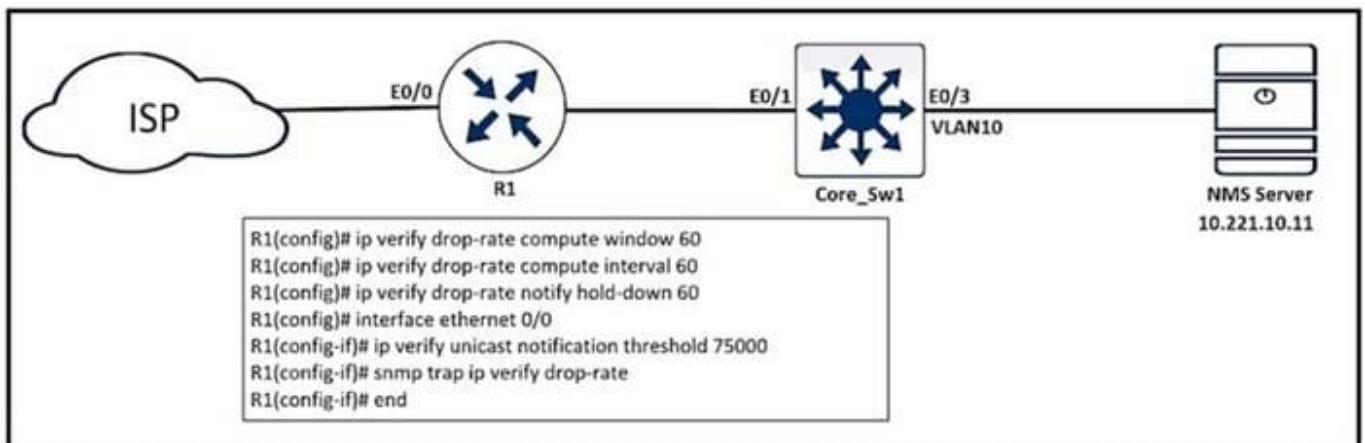 ISP
E0/0
R1
E0/1
Core_Sw1
E0/3
VLAN10
NMS Server
10.221.10.11
R1(config)# ip verify drop-rate compute window 60
R1(config)# ip verify drop-rate compute interval 60
R1(config)# ip verify drop-rate notify hold-down 60
R1(config)# interface ethernet 0/0
R1(config-if)# ip verify unicast notification threshold 75000
R1(config-if)# snmp trap ip verify drop-rate
R1(config-if)# end